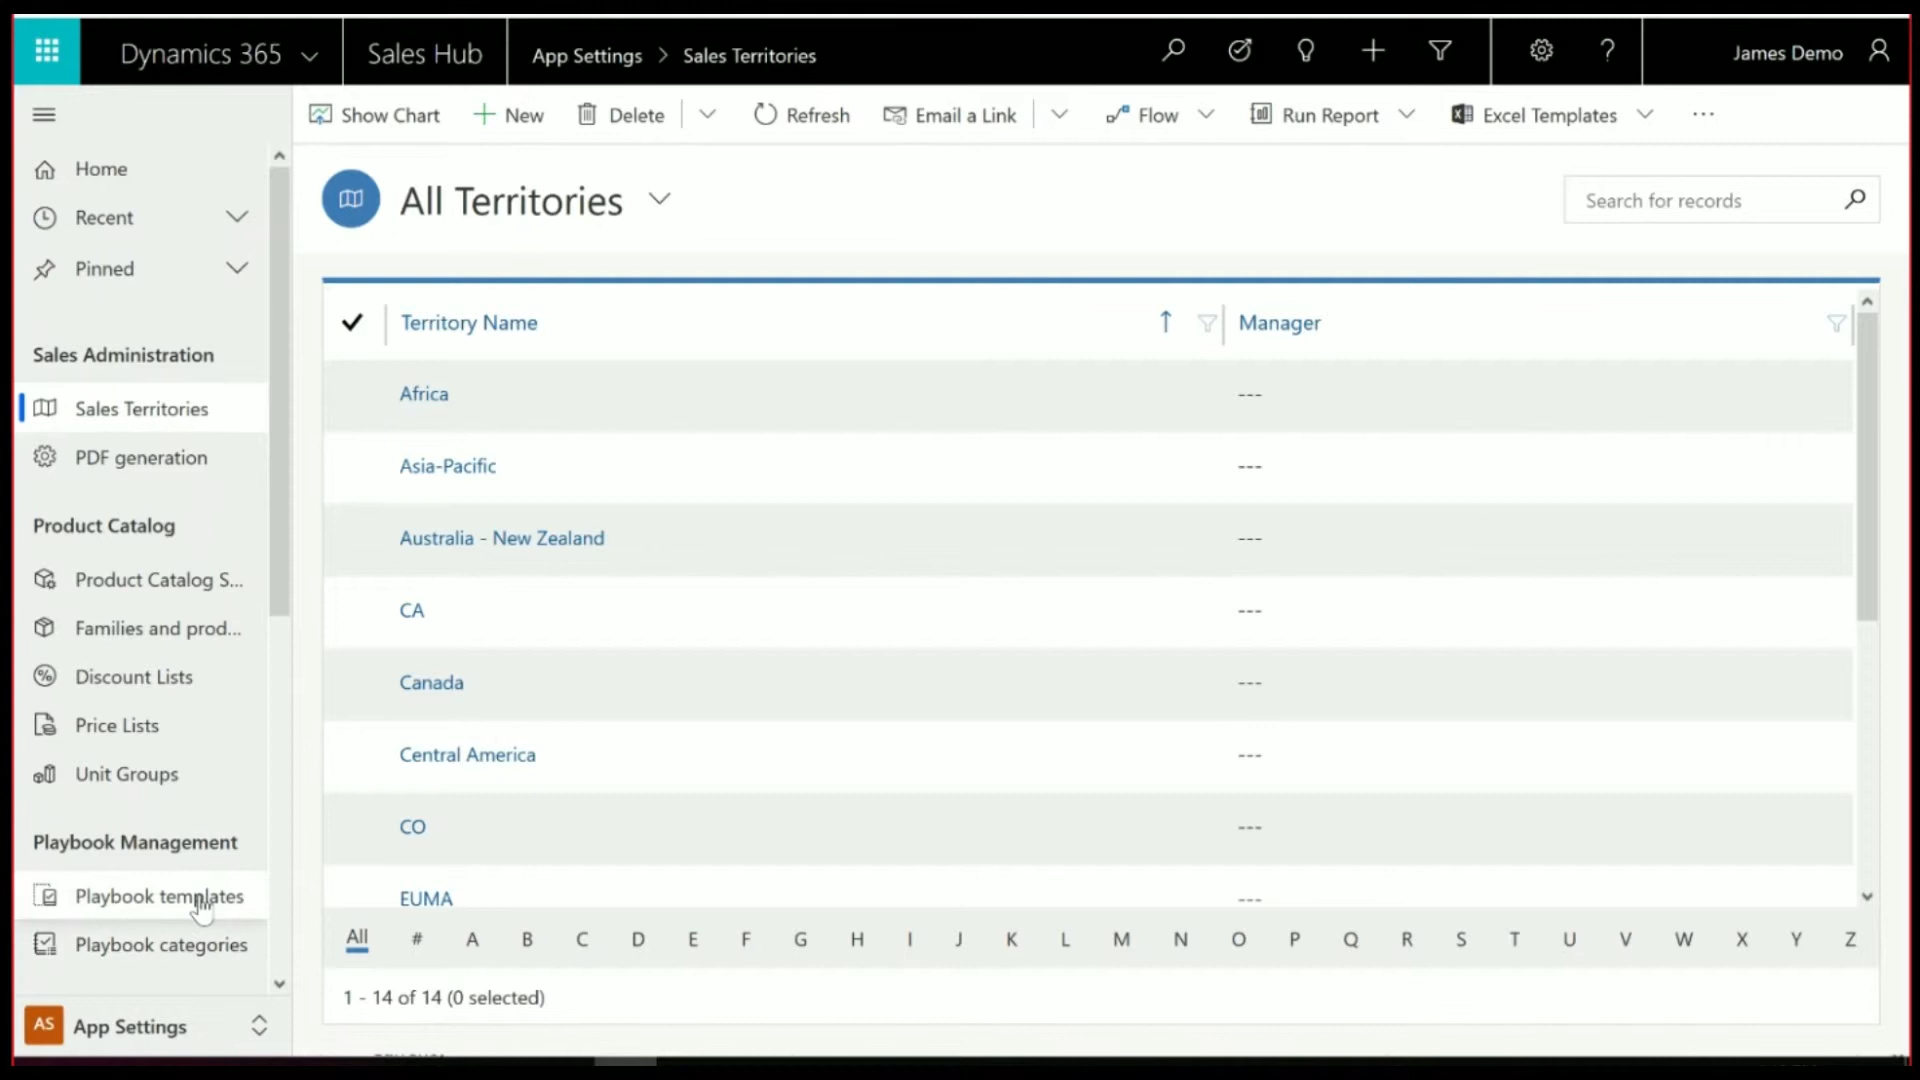 Dynamics 365
Sales Hub
App Settings > Sales Territories
?
James Demo
Show Chart
New
Delete
Refresh
Email a Link
Flow
Run Report
Excel Templates
...
Home
Recent
Pinned
Sales Administration
Sales Territories
PDF generation
Product Catalog
Product Catalog S...
Families and prod...
Discount Lists
Price Lists
Unit Groups
Playbook Management
Playbook templates
Playbook categories
AS App Settings
All Territories
Search for records
Territory Name Manager
Africa ---
Asia-Pacific ---
Australia - New Zealand ---
CA ---
Canada ---
Central America ---
CO ---
EUMA ---
All # A B C D E F G H I J K L M N O P Q R S T U V W X Y Z
1 - 14 of 14 (0 selected)